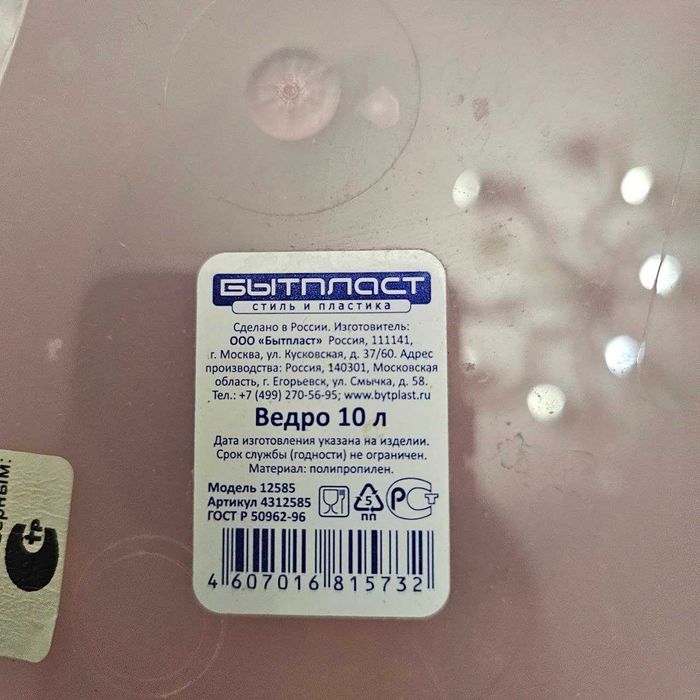 БЫТПЛАСТ
стиль и пластика
Сделано в России. Изготовитель:
ООО «Бытпласт» Россия, 111141,
г. Москва, ул. Кусковская, д. 37/60. Адрес
производства: Россия, 140301, Московская
область, г. Егорьевск, ул. Смычка, д. 58.
Тел.: +7 (499) 270-56-95; www.bytplast.ru
Ведро 10 л
Дата изготовления указана на изделии.
Срок службы (годности) не ограничен.
Материал: полипропилен.
Модель 12585
Артикул 4312585
ГОСТ Р 50962-96
5
ПП
РСТ
4 607016 815732